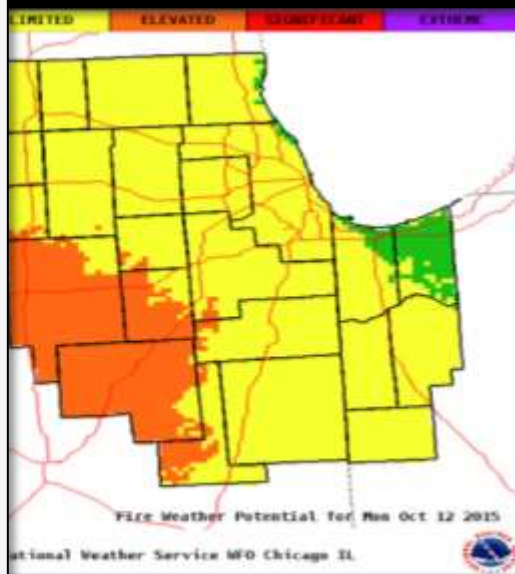 LIMITED ELEVATED SIGNIFICANT EXTREME
Fire Weather Potential for Mon Oct 12 2015
ational Weather Service WFO Chicago IL